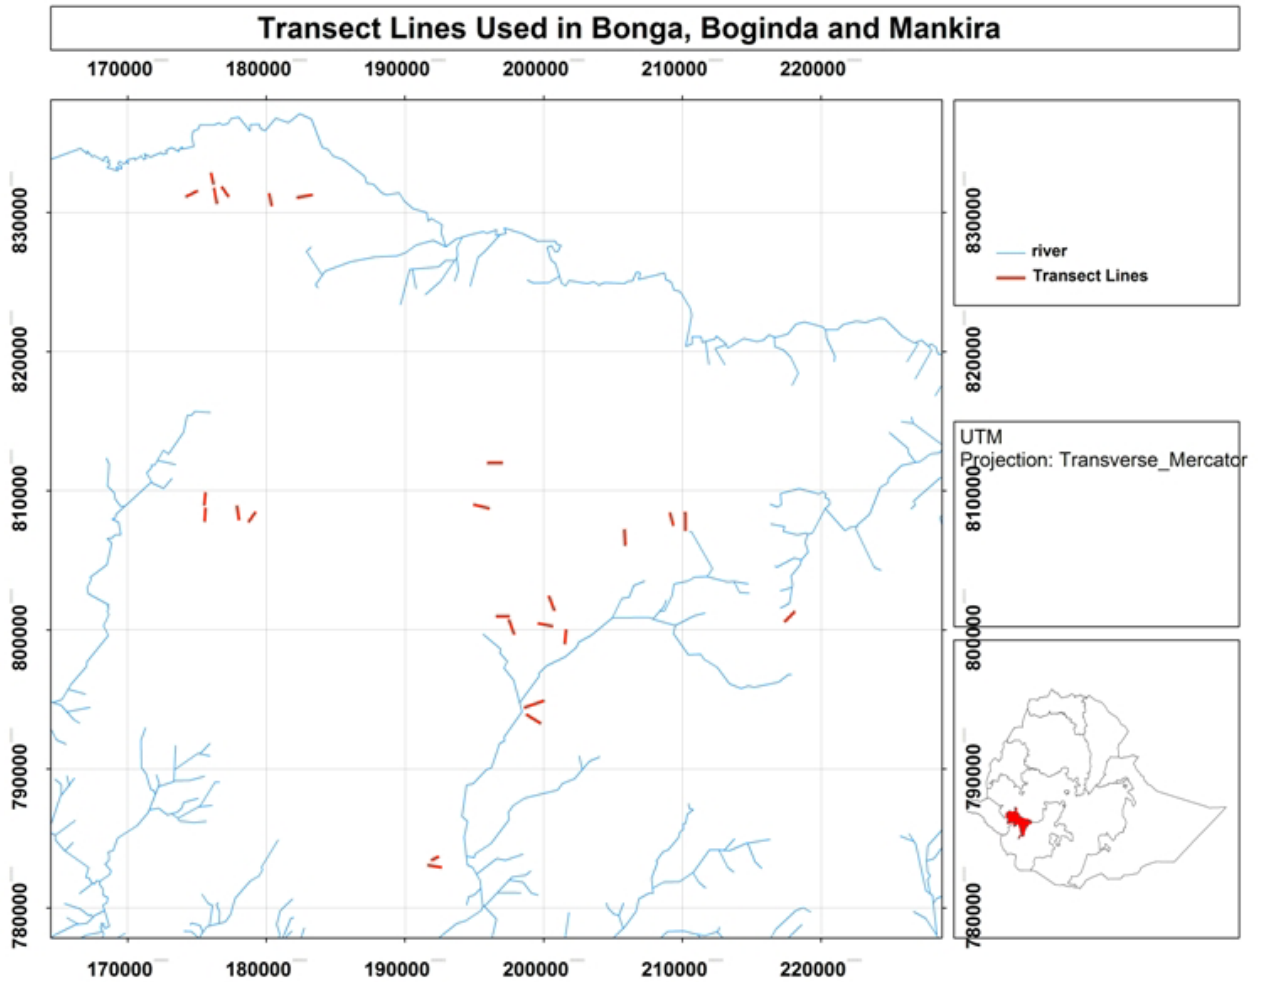 Transect Lines Used in Bonga, Boginda and Mankira
170000 180000 190000 200000 210000 220000
830000
820000
810000
800000
790000
780000
river
Transect Lines
830000
820000
UTM
Projection: Transverse_Mercator
810000
800000
790000
780000
170000 180000 190000 200000 210000 220000